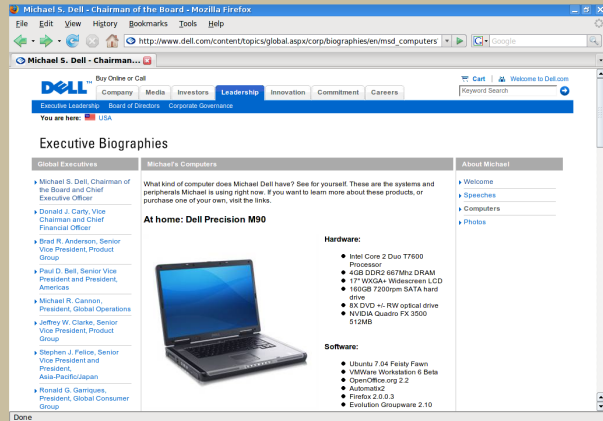 Michael S. Dell - Chairman of the Board - Mozilla Firefox
File Edit View History Bookmarks Tools Help
http://www.dell.com/content/topics/global.aspx/corp/biographies/en/msd_computers
Google
Michael S. Dell - Chairman...
DELL™ Buy Online or Call
Cart | Welcome to Dell.com
Company Media Investors Leadership Innovation Commitment Careers
Keyword Search
Executive Leadership Board of Directors Corporate Governance
You are here: USA
Executive Biographies
Global Executives
Michael S. Dell, Chairman of
the Board and Chief
Executive Officer
Donald J. Carty, Vice
Chairman and Chief
Financial Officer
Brad R. Anderson, Senior
Vice President, Product
Group
Paul D. Bell, Senior Vice
President and President,
Americas
Michael R. Cannon,
President, Global Operations
Jeffrey W. Clarke, Senior
Vice President, Product
Group
Stephen J. Felice, Senior
Vice President and
President,
Asia-Pacific/Japan
Ronald G. Garriques,
President, Global Consumer
Group
Michael's Computers
What kind of computer does Michael Dell have? See for yourself. These are the systems and
peripherals Michael is using right now. If you want to learn more about these products, or
purchase one of your own, visit the links.
At home: Dell Precision M90
Hardware:
Intel Core 2 Duo T7600
Processor
4GB DDR2 667Mhz DRAM
17" WXGA+ Widescreen LCD
160GB 7200rpm SATA hard
drive
8X DVD +/- RW optical drive
NVIDIA Quadro FX 3500
512MB
Software:
Ubuntu 7.04 Feisty Fawn
VMWare Workstation 6 Beta
OpenOffice.org 2.2
Automatix2
Firefox 2.0.0.3
Evolution Groupware 2.10
About Michael
Welcome
Speeches
Computers
Photos
Done